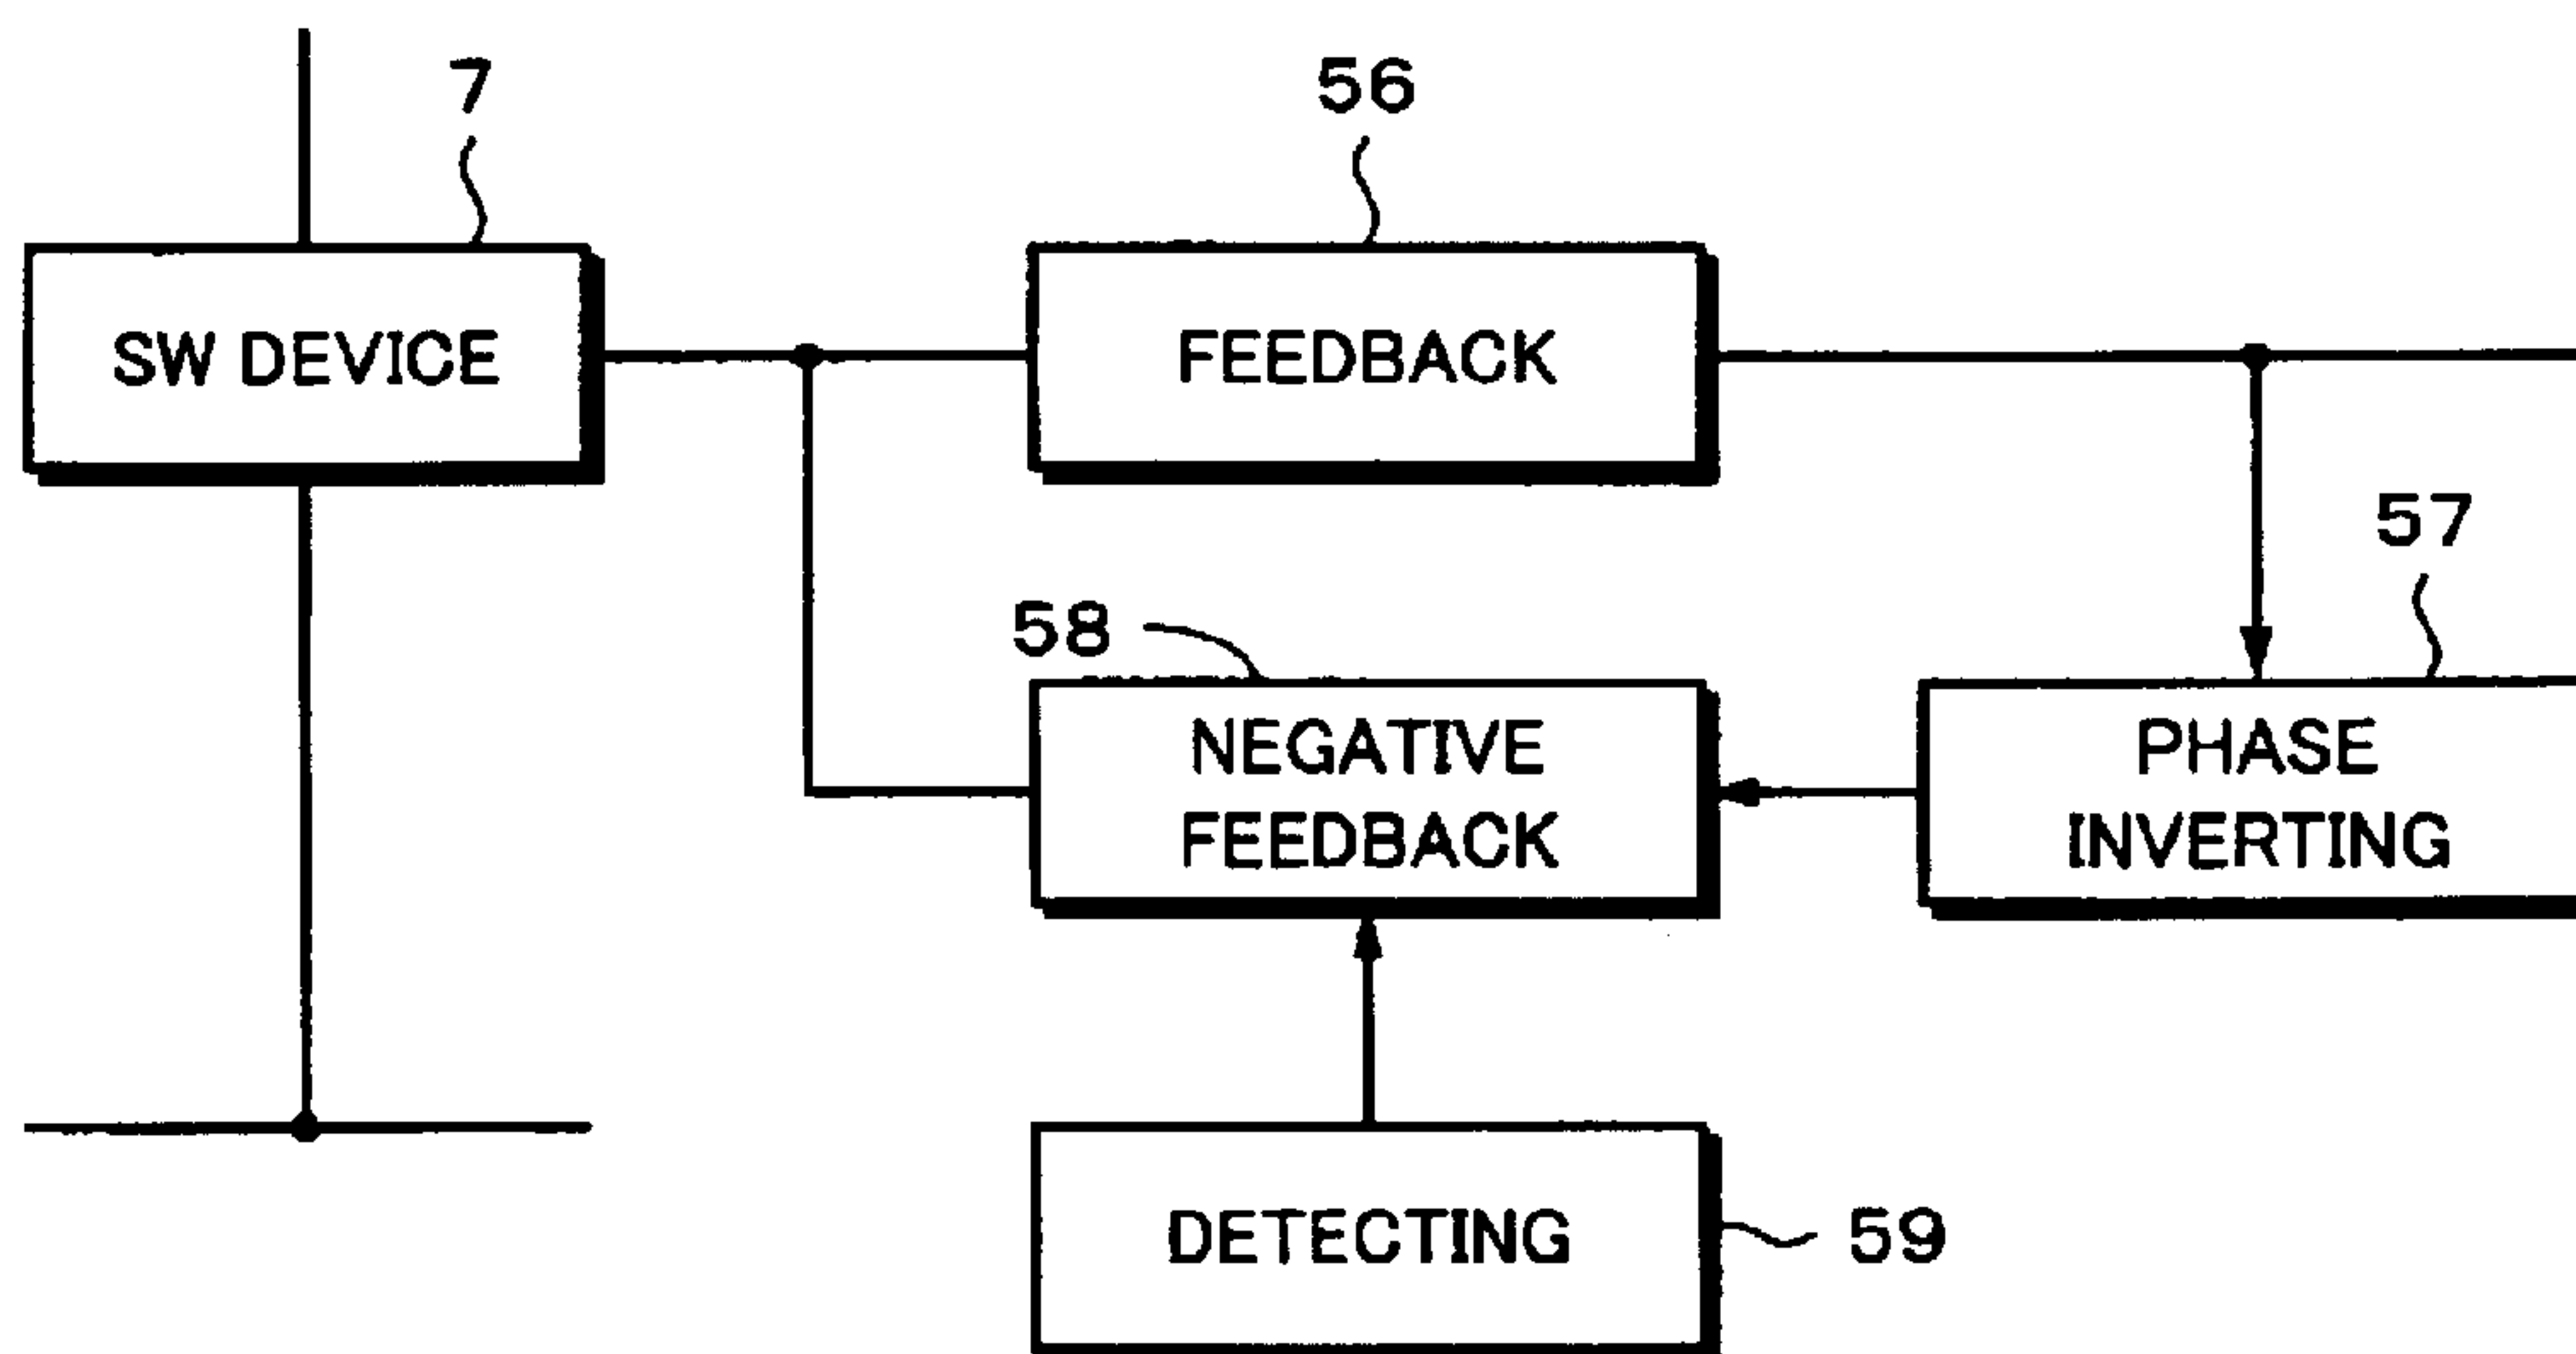 7
56
SW DEVICE
FEEDBACK
57
58
NEGATIVE
FEEDBACK
PHASE
INVERTING
DETECTING
59